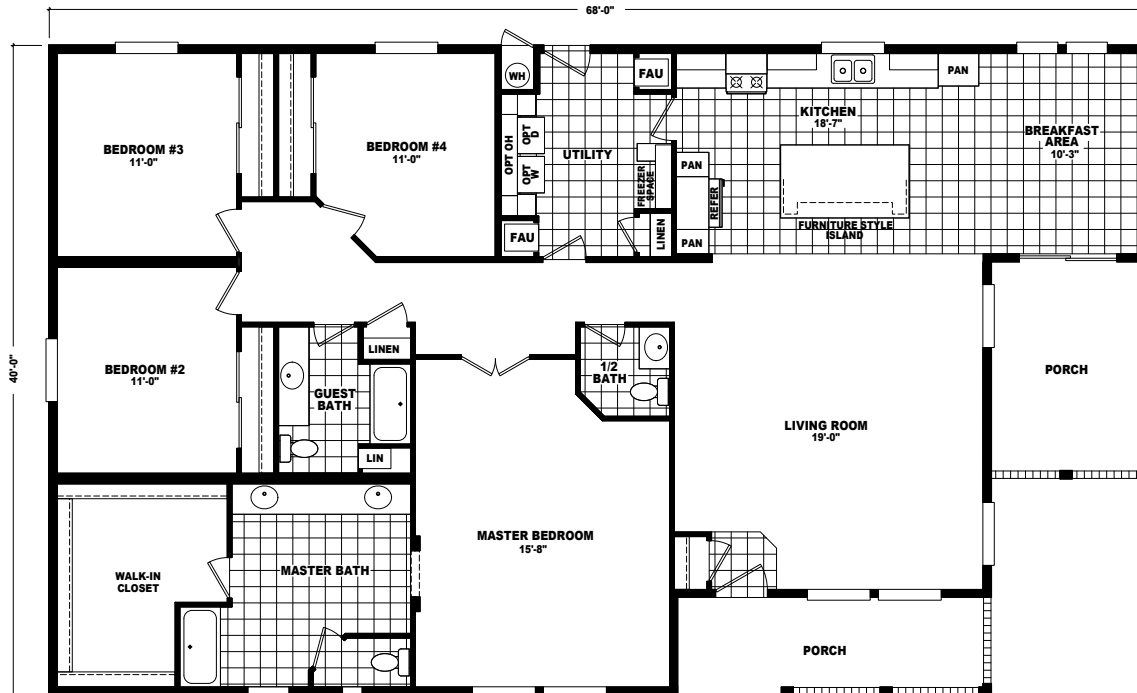 68'-0"
WH
FAU
PAN
KITCHEN
18'-7"
BREAKFAST
AREA
10'-3"
BEDROOM #3
11'-0"
BEDROOM #4
11'-0"
OPT OH
OPT
D
OPT
W
UTILITY
FREEZER
SPACE
PAN
REFER
PAN
FURNITURE STYLE
ISLAND
FAU
LINEN
40'-0"
BEDROOM #2
11'-0"
LINEN
GUEST
BATH
LIN
1/2
BATH
LIVING ROOM
19'-0"
PORCH
MASTER BEDROOM
15'-8"
WALK-IN
CLOSET
MASTER BATH
PORCH